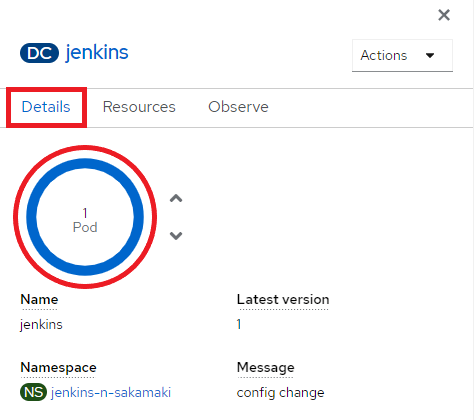 DC jenkins
Actions
Details Resources Observe
1
Pod
Name Latest version
jenkins 1
Namespace Message
NS jenkins-n-sakamaki config change